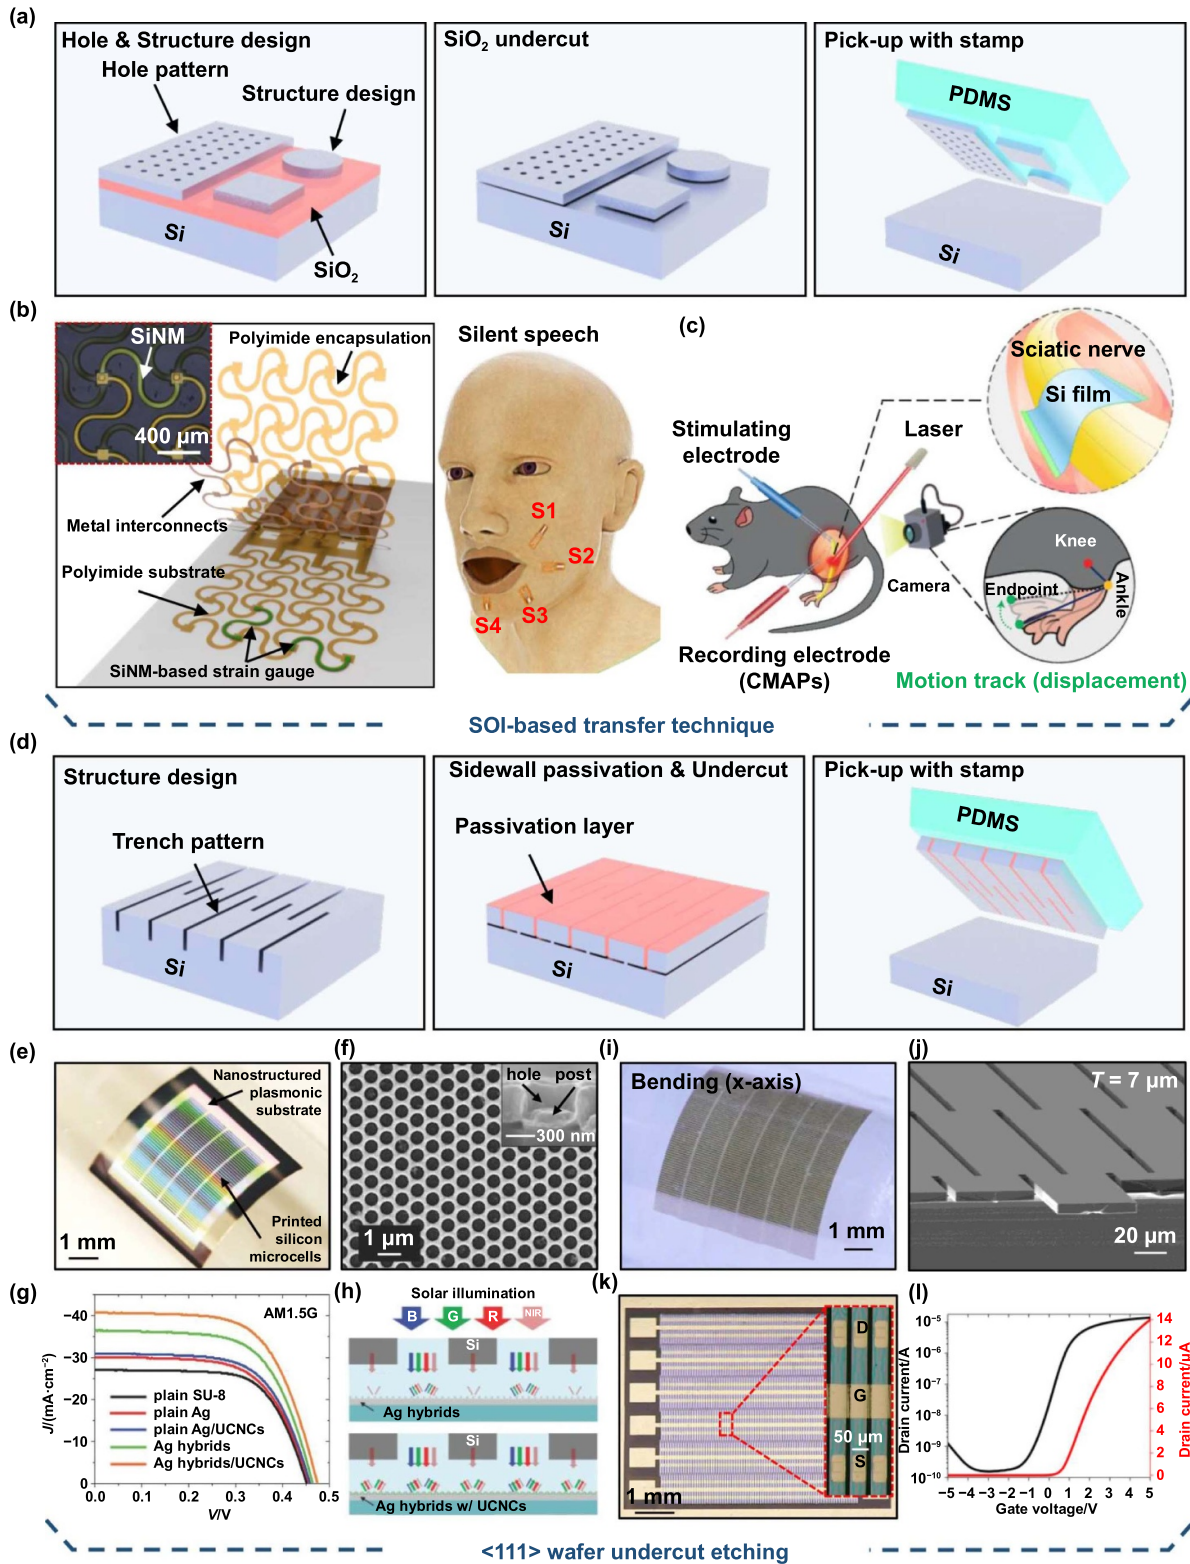 (a)
Hole & Structure design
Hole pattern
Structure design
Si
SiO2
SiO2 undercut
Si
Pick-up with stamp
PDMS
Si
(b)
SiNM
400 μm
Polyimide encapsulation
Metal interconnects
Polyimide substrate
SiNM-based strain gauge
Silent speech
S1
S2
S3
S4
(c)
Sciatic nerve
Si film
Stimulating
electrode
Laser
Camera
Knee
Endpoint
Ankle
Recording electrode
(CMAPs)
Motion track (displacement)
SOI-based transfer technique
(d)
Structure design
Trench pattern
Si
Sidewall passivation & Undercut
Passivation layer
Si
Pick-up with stamp
PDMS
Si
(e)
Nanostructured
plasmonic
substrate
Printed
silicon
microcells
1 mm
(f)
hole
post
300 nm
1 μm
(i)
Bending (x-axis)
1 mm
(j)
T = 7 μm
20 μm
(g)
AM1.5G
−40
−30
−20
−10
0
J/(mA·cm−2)
plain SU-8
plain Ag
plain Ag/UCNCs
Ag hybrids
Ag hybrids/UCNCs
0.0 0.1 0.2 0.3 0.4 0.5
V/V
(h)
Solar illumination
B G R NIR
Si
Ag hybrids
Si
Ag hybrids w/ UCNCs
(k)
D
G
50 μm
S
1 mm
(l)
10−5
10−6
10−7
10−8
10−9
10−10
Drain current/A
14
12
10
8
6
4
2
0
Drain current/uA
−5 −4 −3 −2 −1 0 1 2 3 4 5
Gate voltage/V
<111> wafer undercut etching